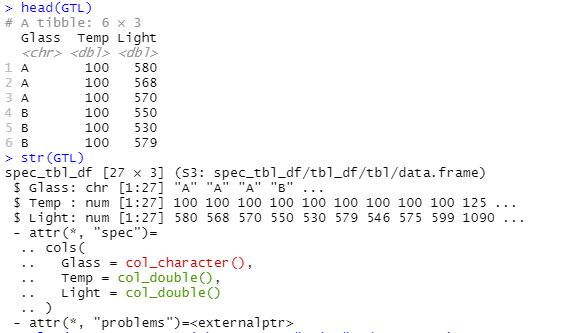 > head(GTL)
# A tibble: 6 × 3
  Glass  Temp Light
  <chr> <dbl> <dbl>
1 A       100   580
2 A       100   568
3 A       100   570
4 B       100   550
5 B       100   530
6 B       100   579
> str(GTL)
spec_tbl_df [27 × 3] (S3: spec_tbl_df/tbl_df/tbl/data.frame)
 $ Glass: chr [1:27] "A" "A" "A" "B" ...
 $ Temp : num [1:27] 100 100 100 100 100 100 100 100 100 125 ...
 $ Light: num [1:27] 580 568 570 550 530 579 546 575 599 1090 ...
 - attr(*, "spec")=
  .. cols(
  ..   Glass = col_character(),
  ..   Temp = col_double(),
  ..   Light = col_double()
  .. )
 - attr(*, "problems")=<externalptr>